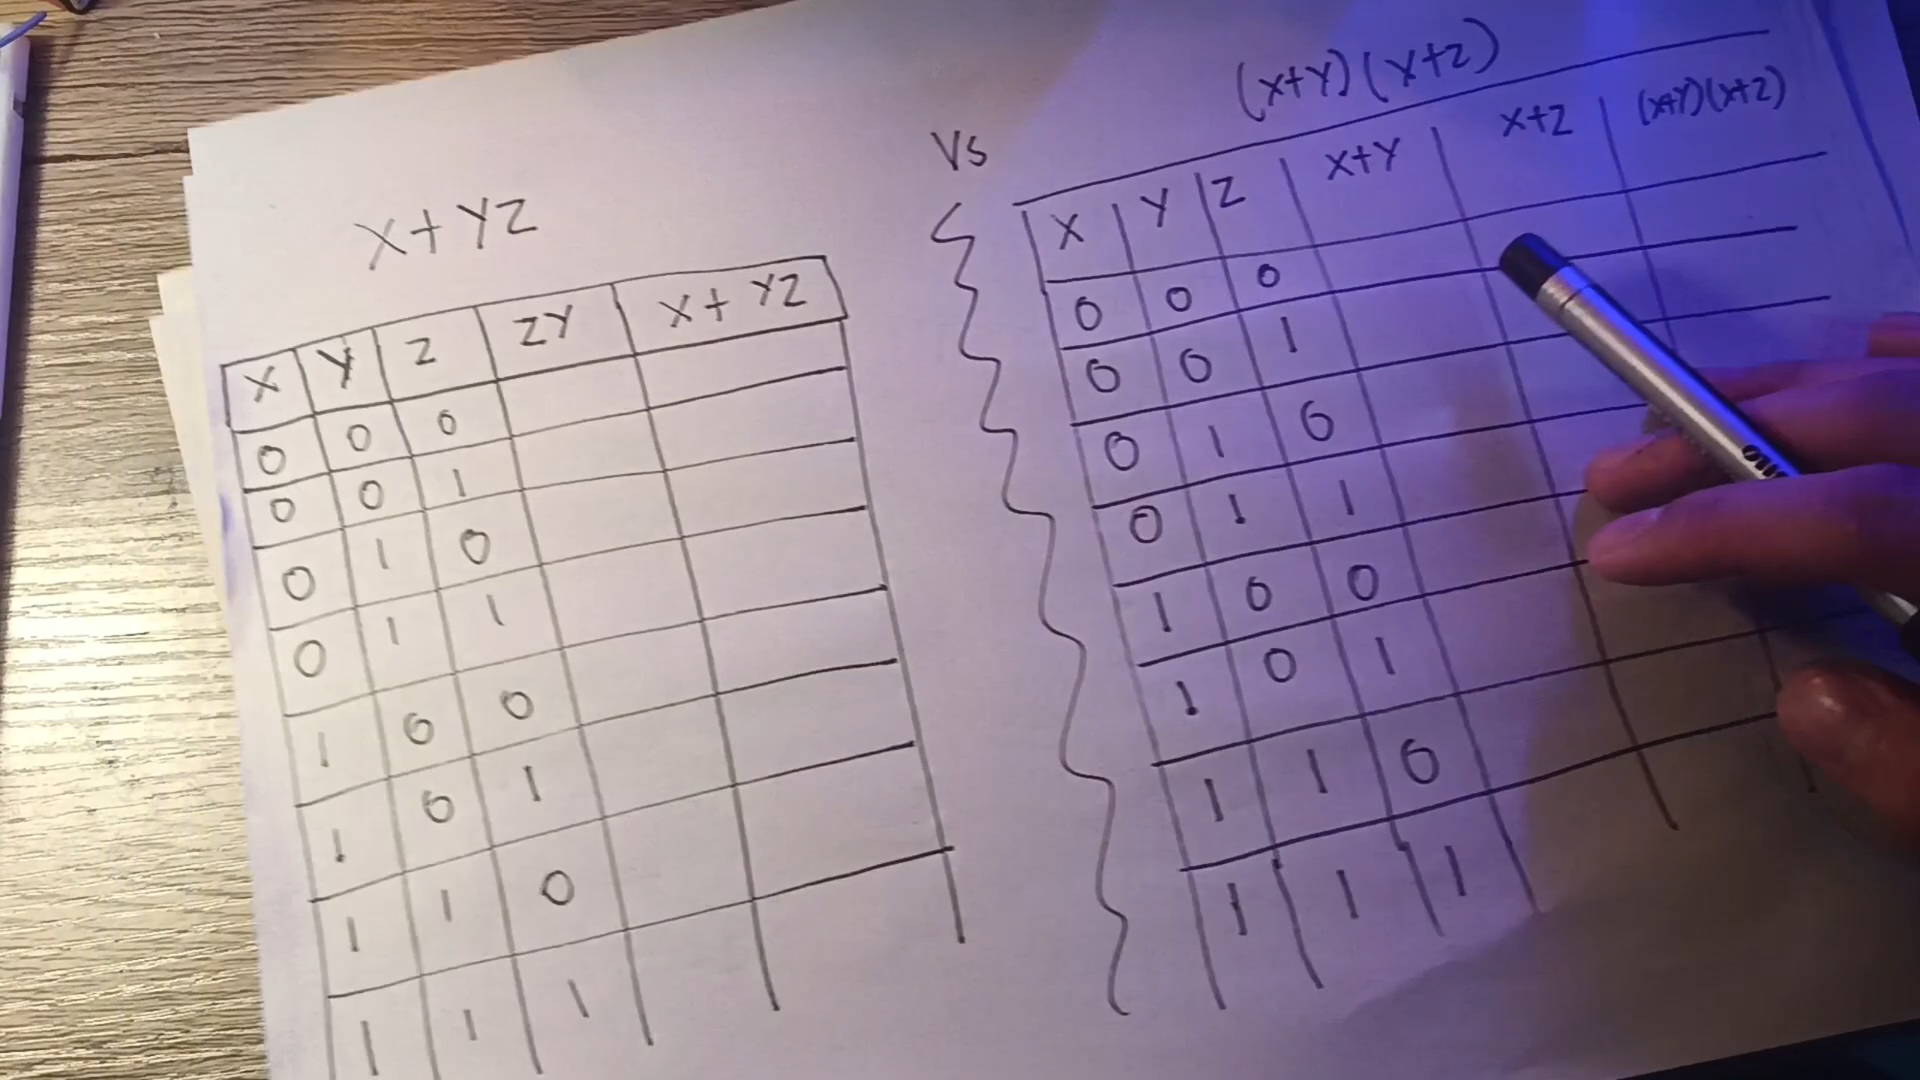 X+YZ
X Y Z ZY X+YZ
0 0 0
0 0 1
0 1 0
0 1 1
1 0 0
1 0 1
1 1 0
1 1 1
Vs
(X+Y)(Y+Z)
X Y Z X+Y X+Z (X+Y)(X+Z)
0 0 0
0 0 1
0 1 0
0 1 1
1 0 0
1 0 1
1 1 0
1 1 1